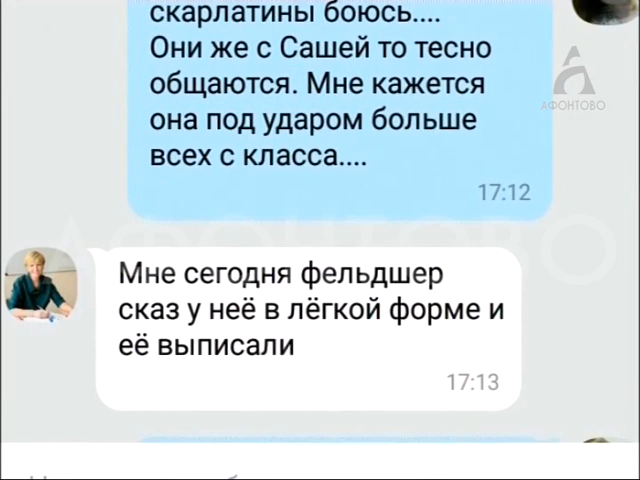 скарлатины боюсь....
Они же с Сашей то тесно
общаются. Мне кажется
она под ударом больше
всех с класса....
17:12
АФОНТОВО
АФОНТОВО
Мне сегодня фельдшер
сказ у неё в лёгкой форме и
её выписали
17:13